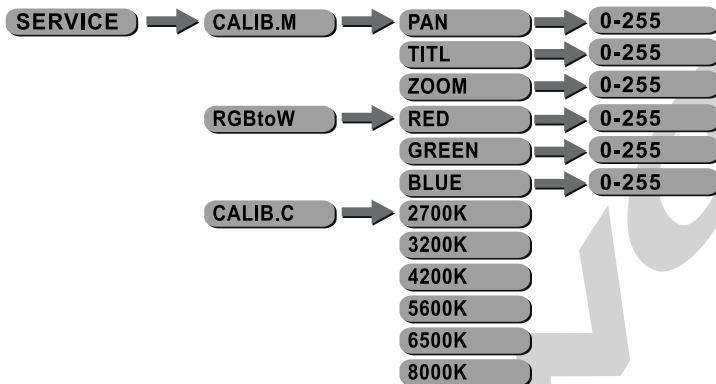 SERVICE CALIB.M PAN 0-255
TITL 0-255
ZOOM 0-255
RGBtoW RED 0-255
GREEN 0-255
BLUE 0-255
CALIB.C 2700K
3200K
4200K
5600K
6500K
8000K